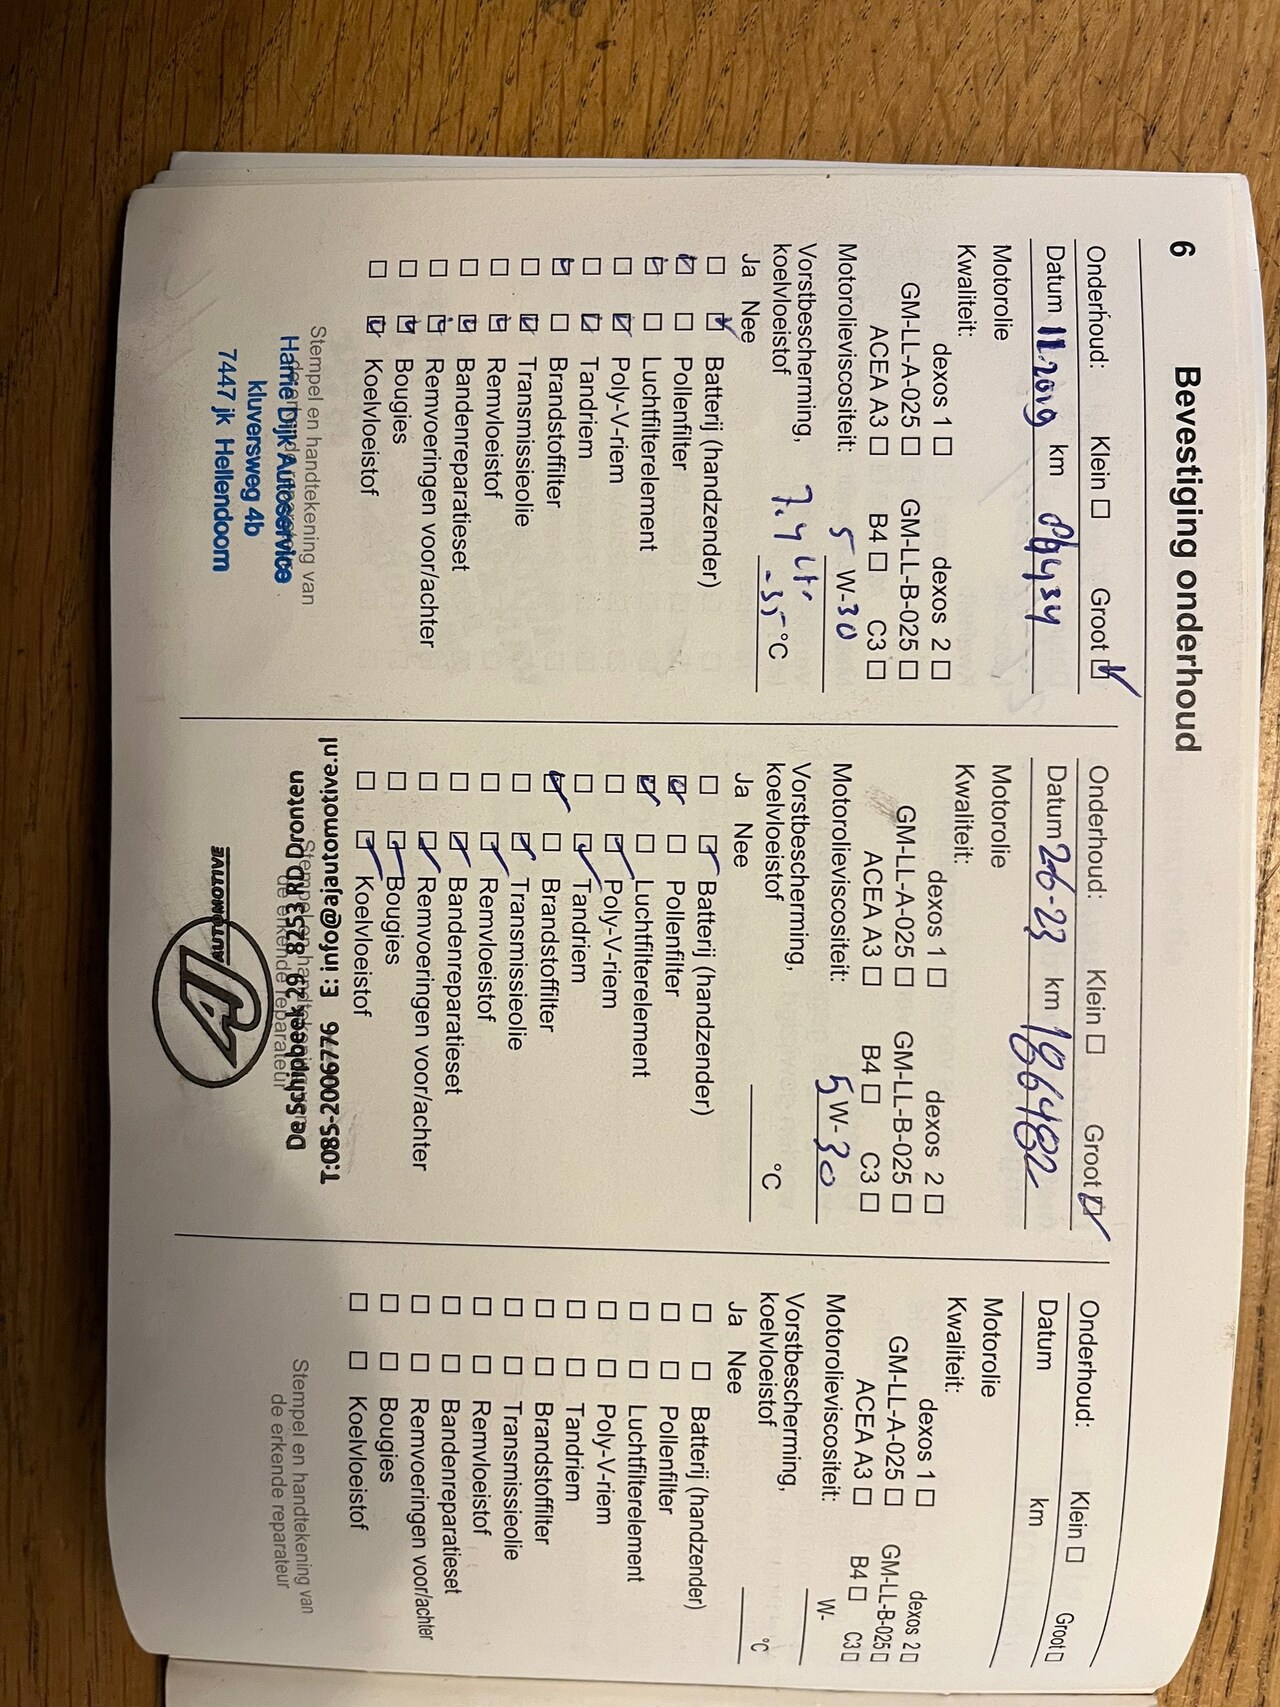 6 Bevestiging onderhoud
Onderhoud: Klein ☐ Groot ☑
Datum 11.2019 km
Motorolie
Kwaliteit:
dexos 1 ☐ dexos 2 ☐
GM-LL-A-025 ☐ GM-LL-B-025 ☐
ACEA A3 ☐ B4 ☐ C3 ☐
Motorolieviscositeit: 5 W-30
7.4 Ltr
Vorstbescherming,
koelvloeistof -35 °C
Ja Nee
☐ ☑ Batterij (handzender)
☑ ☐ Pollenfilter
☑ ☐ Luchtfilterelement
☐ ☑ Poly-V-riem
☐ ☑ Tandriem
☑ ☐ Brandstoffilter
☐ ☑ Transmissieolie
☐ ☑ Remvloeistof
☐ ☑ Bandenreparatieset
☐ ☑ Remvoeringen voor/achter
☐ ☑ Bougies
☐ ☑ Koelvloeistof
Stempel en handtekening van
de erkende reparateur
Harrie Dijk Autoservice
kluversweg 4b
7447 jk Hellendoorn
Onderhoud: Klein ☐ Groot ☑
Datum 26-23 km 186482
Motorolie
Kwaliteit:
dexos 1 ☐ dexos 2 ☐
GM-LL-A-025 ☐ GM-LL-B-025 ☐
ACEA A3 ☐ B4 ☐ C3 ☐
Motorolieviscositeit: 5 W-30
Vorstbescherming,
koelvloeistof °C
Ja Nee
☐ ☑ Batterij (handzender)
☑ ☐ Pollenfilter
☑ ☐ Luchtfilterelement
☐ ☑ Poly-V-riem
☐ ☑ Tandriem
☑ ☐ Brandstoffilter
☐ ☑ Transmissieolie
☐ ☑ Remvloeistof
☐ ☑ Bandenreparatieset
☐ ☑ Remvoeringen voor/achter
☐ ☑ Bougies
☐ ☑ Koelvloeistof
Stempel en handtekening van
de erkende reparateur
AUTOMOTIVE
De Schipbeek 29 8253 RD Dronten
T:085-2006776 E: info@ajautomotive.nl
Onderhoud: Klein ☐ Groot ☐
Datum km
Motorolie
Kwaliteit:
dexos 1 ☐ dexos 2 ☐
GM-LL-A-025 ☐ GM-LL-B-025 ☐
ACEA A3 ☐ B4 ☐ C3 ☐
Motorolieviscositeit: W-
Vorstbescherming,
koelvloeistof °C
Ja Nee
☐ ☐ Batterij (handzender)
☐ ☐ Pollenfilter
☐ ☐ Luchtfilterelement
☐ ☐ Poly-V-riem
☐ ☐ Tandriem
☐ ☐ Brandstoffilter
☐ ☐ Transmissieolie
☐ ☐ Remvloeistof
☐ ☐ Bandenreparatieset
☐ ☐ Remvoeringen voor/achter
☐ ☐ Bougies
☐ ☐ Koelvloeistof
Stempel en handtekening van
de erkende reparateur